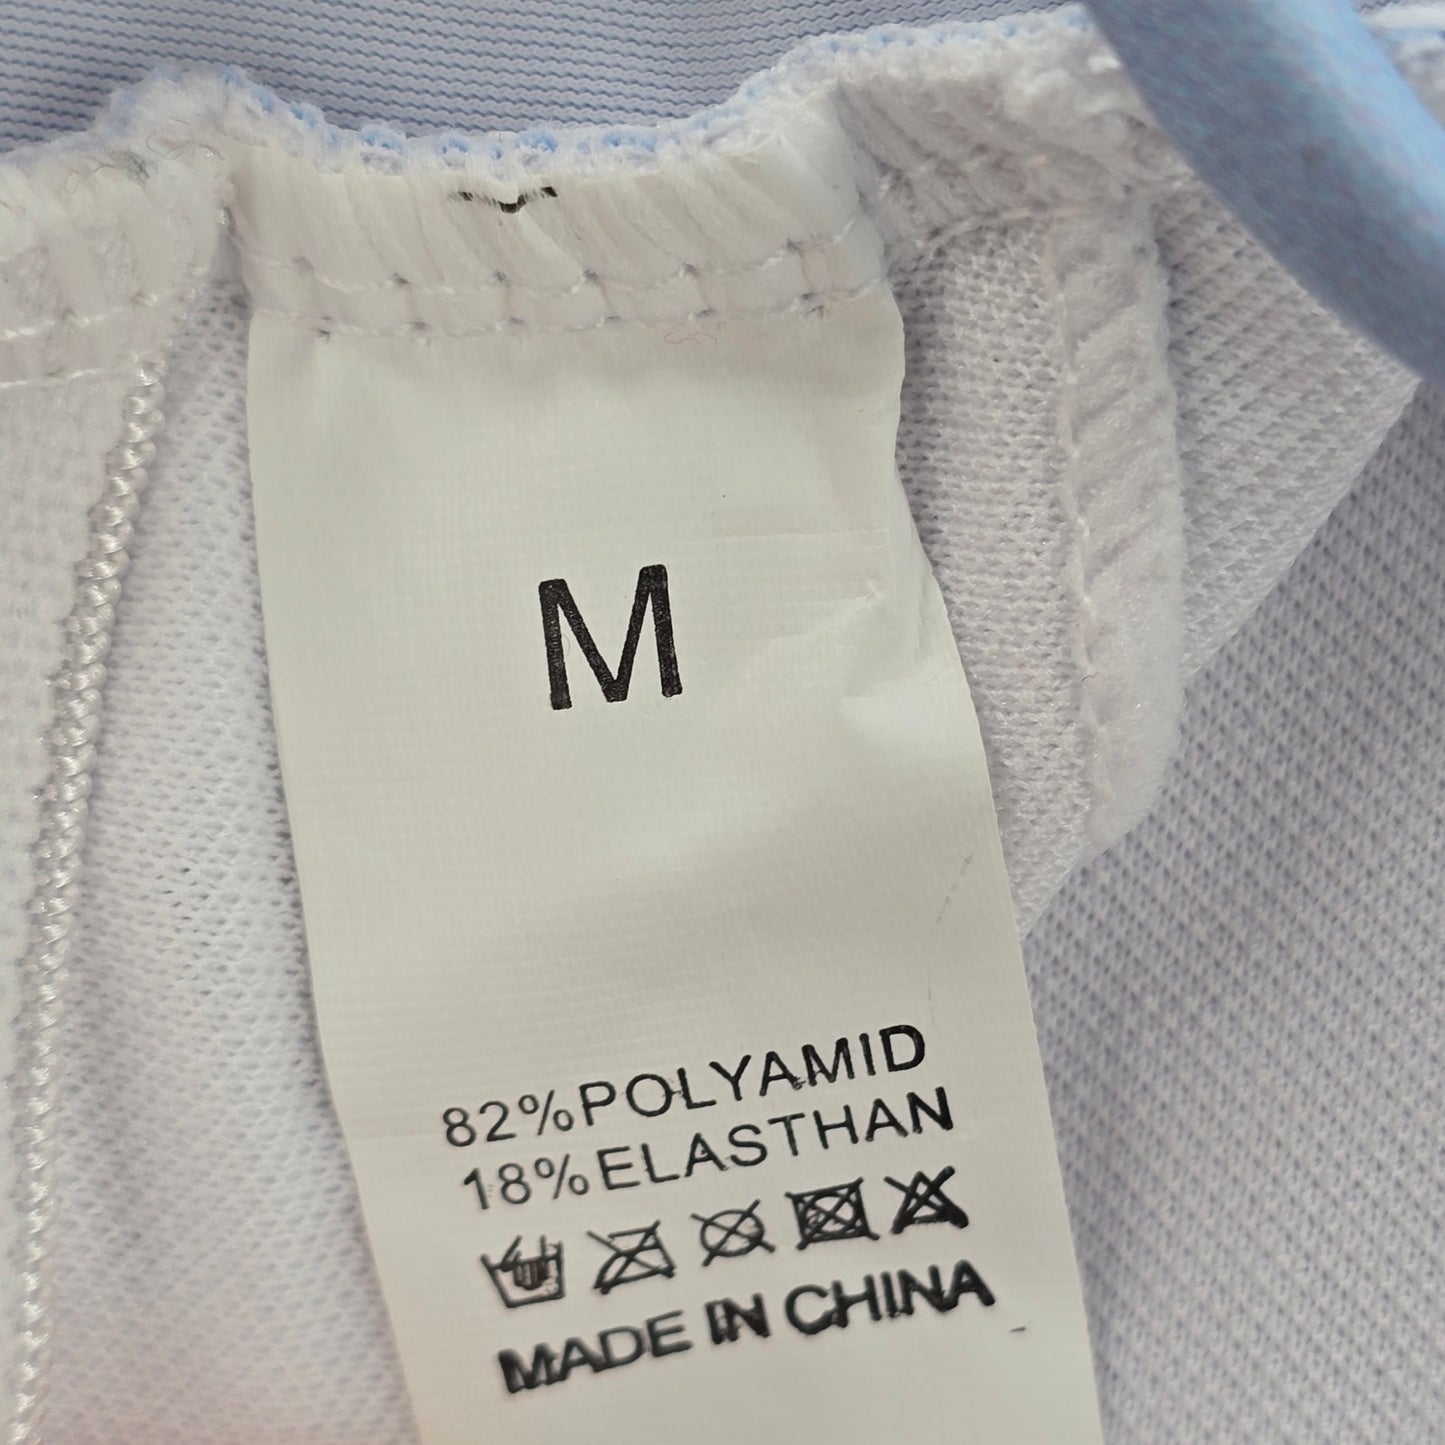 M
82%POLYAMID
18%ELASTHAN
MADE IN CHINA